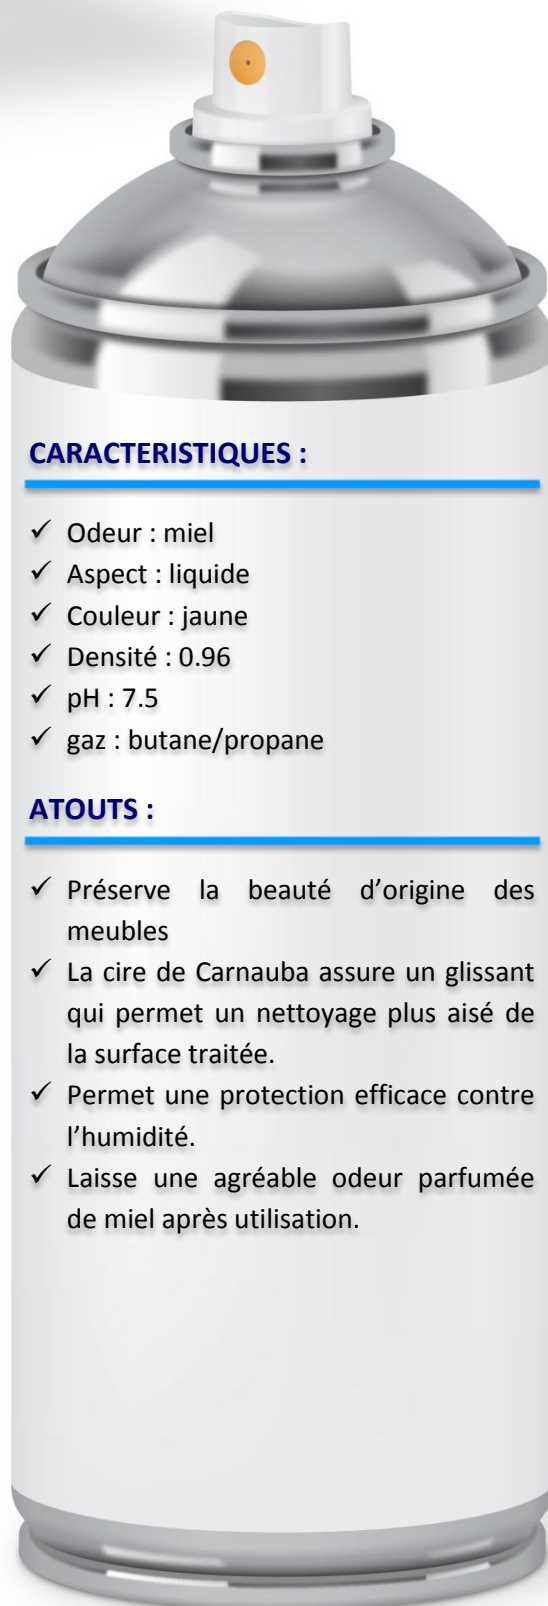 CARACTERISTIQUES :
✓ Odeur : miel
✓ Aspect : liquide
✓ Couleur : jaune
✓ Densité : 0.96
✓ pH : 7.5
✓ gaz : butane/propane
ATOUTS :
✓ Préserve la beauté d’origine des
meubles
✓ La cire de Carnauba assure un glissant
qui permet un nettoyage plus aisé de
la surface traitée.
✓ Permet une protection efficace contre
l’humidité.
✓ Laisse une agréable odeur parfumée
de miel après utilisation.